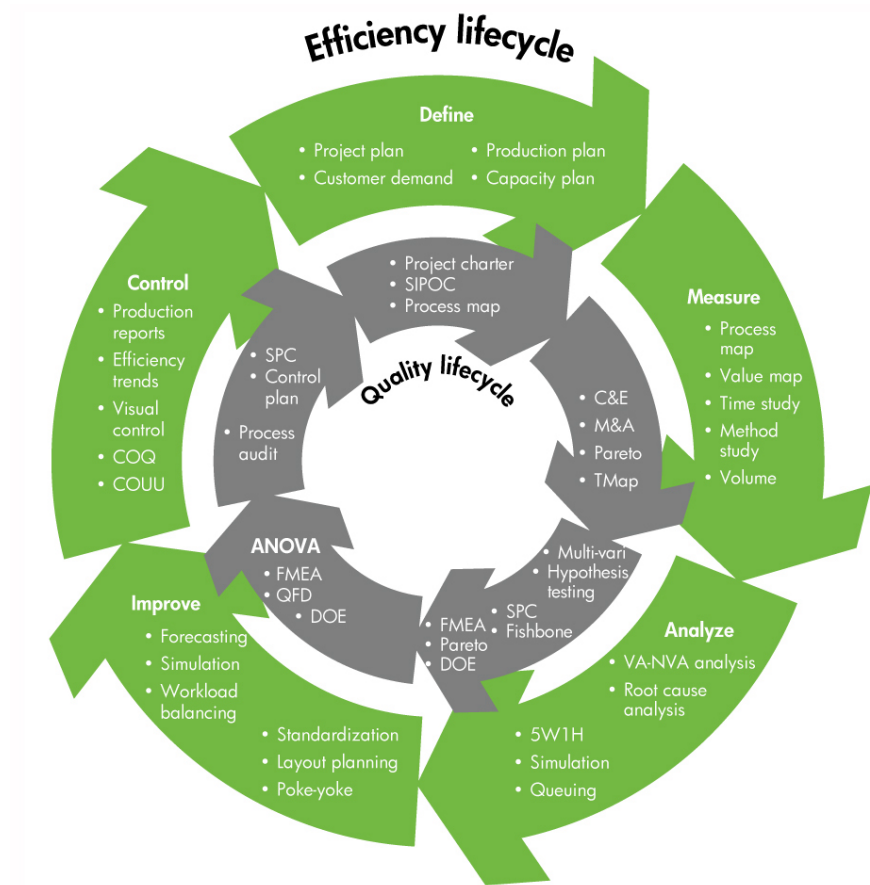 Efficiency lifecycle
Define
• Project plan
• Customer demand
• Production plan
• Capacity plan
Measure
• Process
map
• Value map
• Time study
• Method
study
• Volume
Analyze
• VA-NVA analysis
• Root cause
analysis
• 5W1H
• Simulation
• Queuing
Improve
• Forecasting
• Simulation
• Workload
balancing
• Standardization
• Layout planning
• Poke-yoke
Control
• Production
reports
• Efficiency
trends
• Visual
control
• COQ
• COUU
Quality lifecycle
• Project charter
• SIPOC
• Process map
• C&E
• M&A
• Pareto
• TMap
• Multi-vari
• Hypothesis
testing
• SPC
• Fishbone
• FMEA
• Pareto
• DOE
ANOVA
• FMEA
• QFD
• DOE
• SPC
• Control
plan
• Process
audit